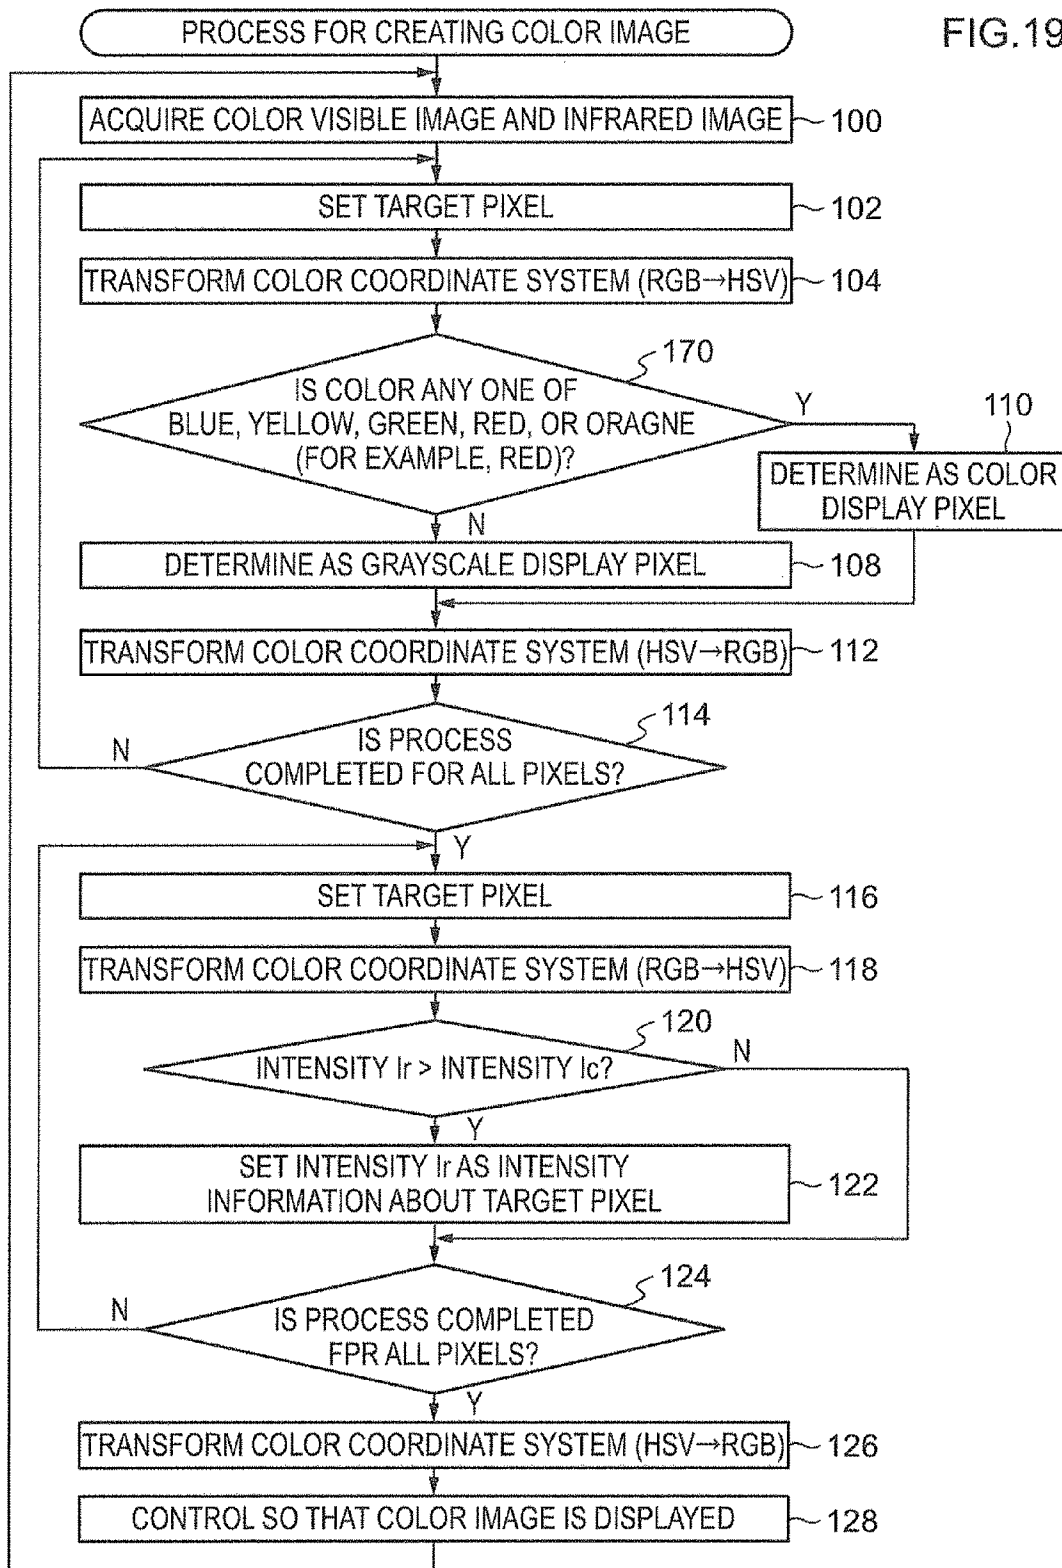 FIG.19
PROCESS FOR CREATING COLOR IMAGE
ACQUIRE COLOR VISIBLE IMAGE AND INFRARED IMAGE 100
SET TARGET PIXEL 102
TRANSFORM COLOR COORDINATE SYSTEM (RGB→HSV) 104
170
IS COLOR ANY ONE OF
BLUE, YELLOW, GREEN, RED, OR ORAGNE
(FOR EXAMPLE, RED)?
Y
110
DETERMINE AS COLOR
DISPLAY PIXEL
N
DETERMINE AS GRAYSCALE DISPLAY PIXEL 108
TRANSFORM COLOR COORDINATE SYSTEM (HSV→RGB) 112
114
IS PROCESS
COMPLETED FOR ALL PIXELS?
N
Y
SET TARGET PIXEL 116
TRANSFORM COLOR COORDINATE SYSTEM (RGB→HSV) 118
120
INTENSITY Ir > INTENSITY Ic?
N
Y
SET INTENSITY Ir AS INTENSITY
INFORMATION ABOUT TARGET PIXEL 122
124
IS PROCESS COMPLETED
FPR ALL PIXELS?
N
Y
TRANSFORM COLOR COORDINATE SYSTEM (HSV→RGB) 126
CONTROL SO THAT COLOR IMAGE IS DISPLAYED 128